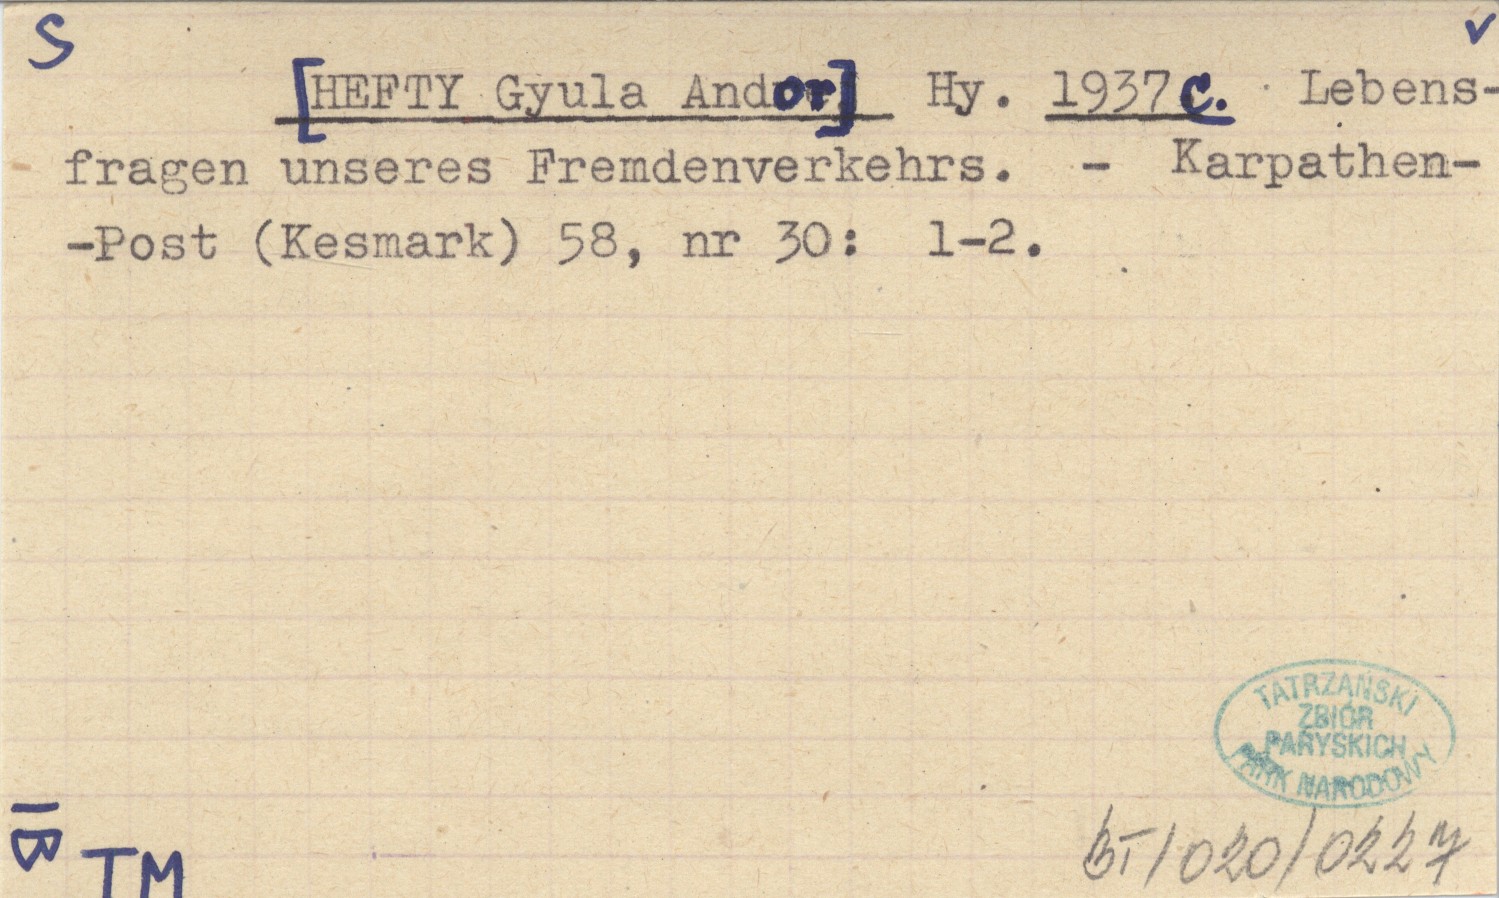 S
v
[HEFTY Gyula Andor] Hy. 1937c. Lebens-
fragen unseres Fremdenverkehrs. - Karpathen-
-Post (Kesmark) 58, nr 30: 1-2.
TATRZAŃSKI
ZBIÓR
PARYSKICH
PARK NARODOWY
IB
TM
BT/020/0227